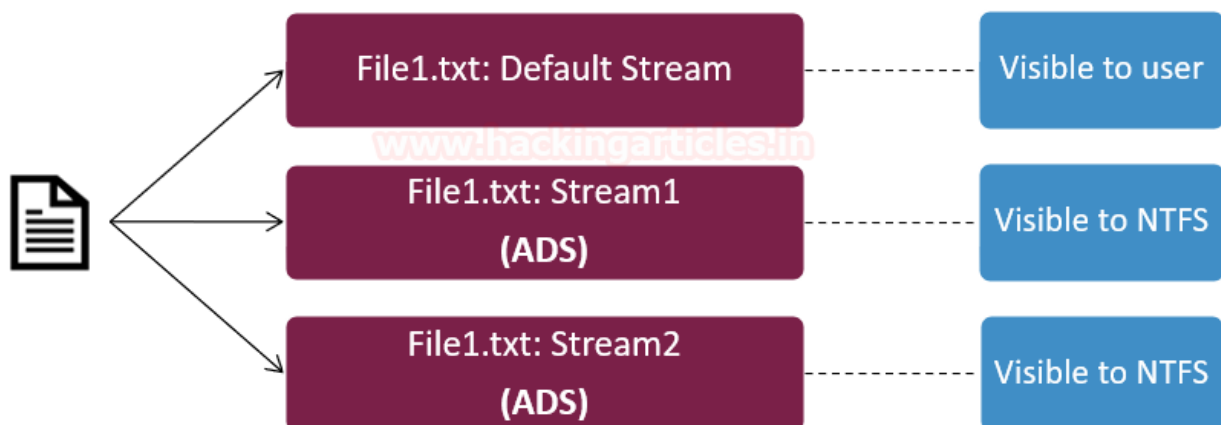 File1.txt: Default Stream
Visible to user
www.hackingarticles.in
File1.txt: Stream1
(ADS)
Visible to NTFS
File1.txt: Stream2
(ADS)
Visible to NTFS